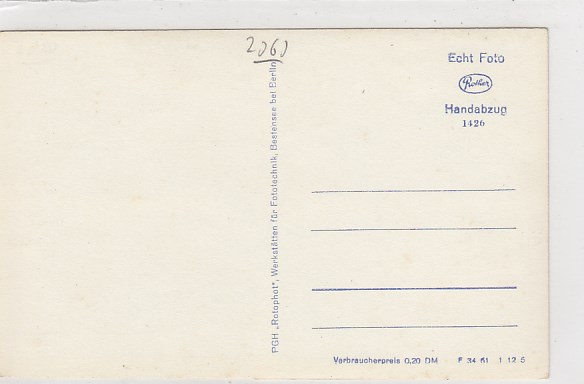 2060
Echt Foto
Rother
Handabzug
1426
PGH „Rotophot“, Werkstätten für Fototechnik, Bestensee bei Berlin
Verbraucherpreis 0,20 DM F 34 61 1 12 5